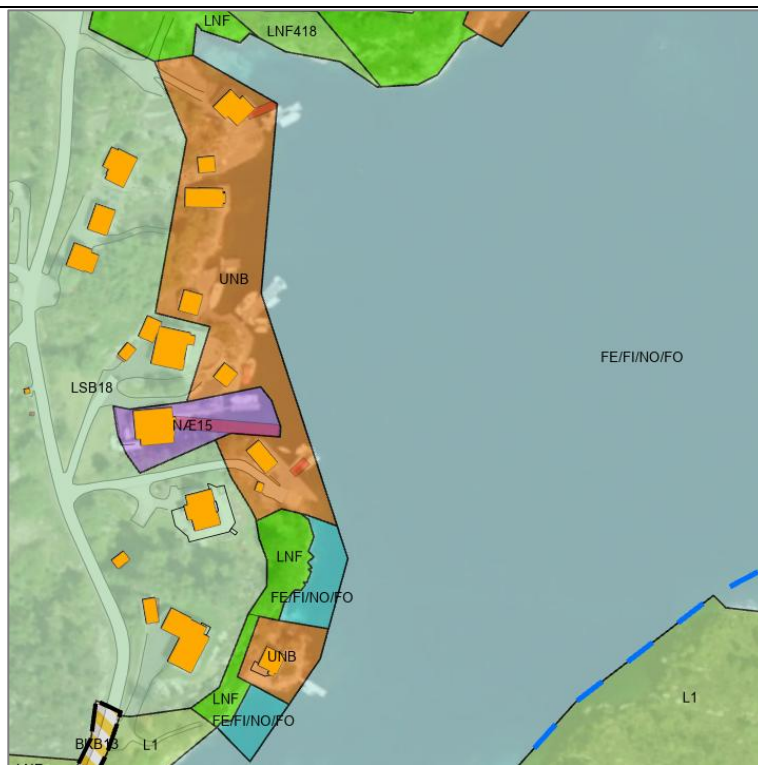 LNF
LNF418
UNB
FE/FI/NO/FO
LSB18
NÆ15
LNF
FE/FI/NO/FO
UNB
LNF
FE/FI/NO/FO
L1
BKB13
L1
LNF